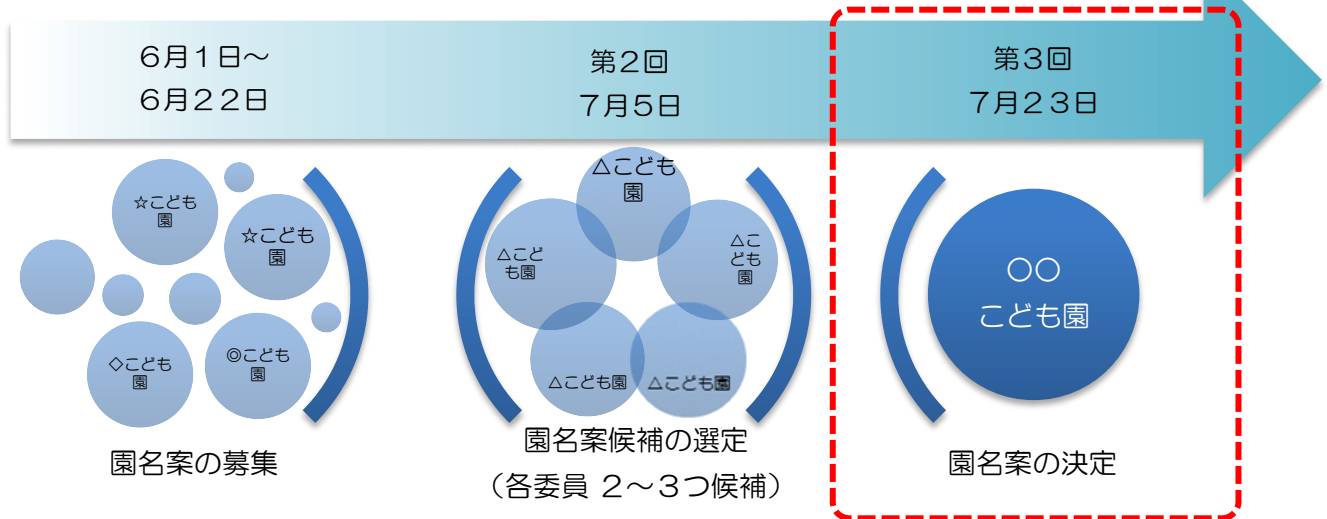 6月1日～
6月22日
第2回
7月5日
第3回
7月23日
☆こども
園
☆こども
園
◇こども
園
◎こども
園
△こども
園
△こど
も園
△こ
ども
園
△こども園
△こども園
○○
こども園
園名案の募集
園名案候補の選定
（各委員 2～3つ候補）
園名案の決定